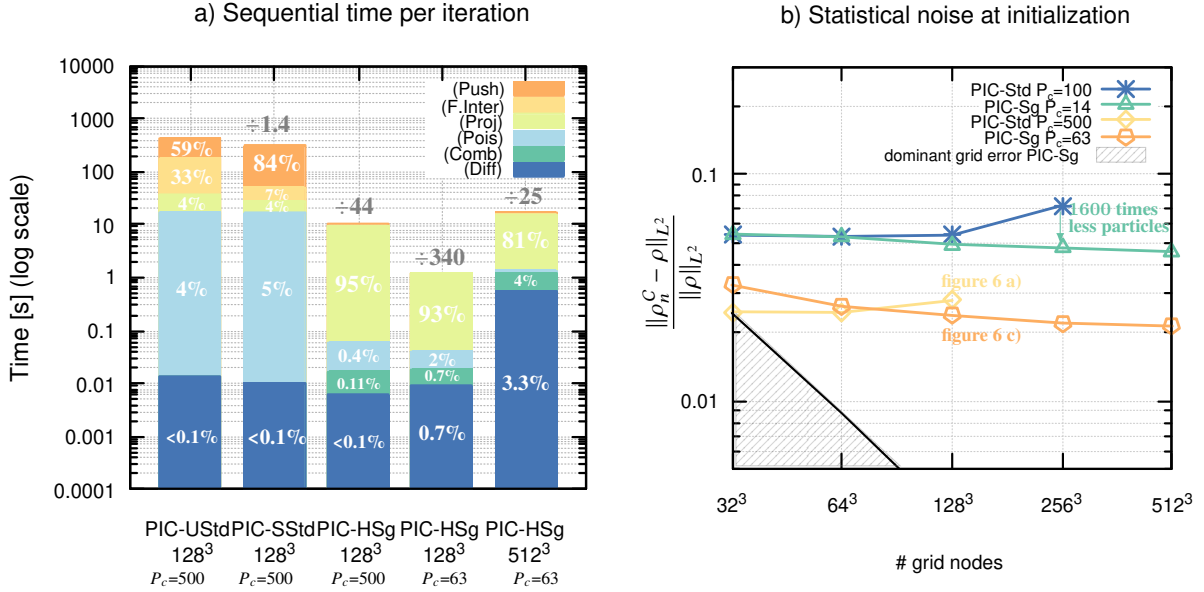 a) Sequential time per iteration
Time [s] (log scale)
10000
1000
100
10
1
0.1
0.01
0.001
0.0001
(Push)
(F.Inter)
(Proj)
(Pois)
(Comb)
(Diff)
59%
33%
4%
4%
<0.1%
÷1.4
84%
7%
4%
5%
<0.1%
÷44
95%
0.4%
0.11%
<0.1%
÷340
93%
2%
0.7%
0.7%
÷25
81%
4%
3.3%
PIC-UStd PIC-SStd PIC-HSg PIC-HSg PIC-HSg
128³ 128³ 128³ 128³ 512³
P_c=500 P_c=500 P_c=500 P_c=63 P_c=63
b) Statistical noise at initialization
‖ρ_n^C − ρ‖_{L²}
‖ρ‖_{L²}
0.1
0.01
PIC-Std P_c=100
PIC-Sg P_c=14
PIC-Std P_c=500
PIC-Sg P_c=63
dominant grid error PIC-Sg
1600 times
less particles
figure 6 a)
figure 6 c)
32³ 64³ 128³ 256³ 512³
# grid nodes